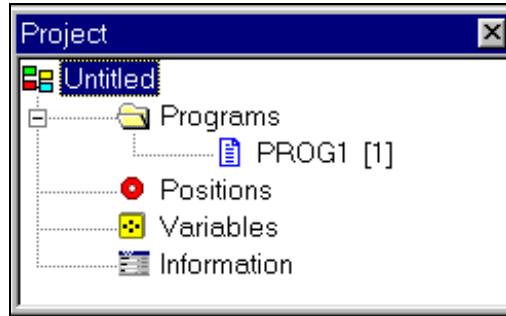 Project
Untitled
Programs
PROG1 [1]
Positions
Variables
Information